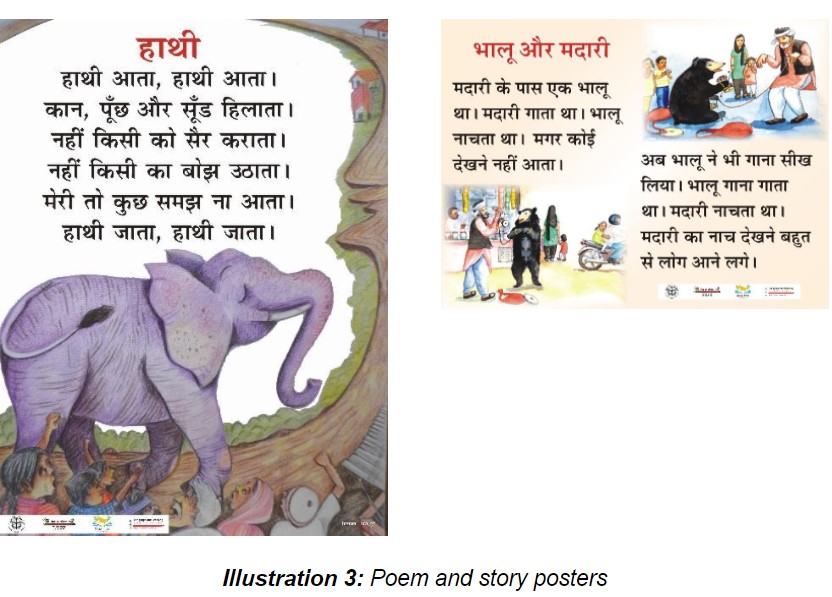 हाथी
हाथी आता, हाथी आता।
कान, पूँछ और सूँड हिलाता।
नहीं किसी को सैर कराता।
नहीं किसी का बोझ उठाता।
मेरी तो कुछ समझ ना आता।
हाथी जाता, हाथी जाता।
भालू और मदारी
मदारी के पास एक भालू
था। मदारी गाता था। भालू
नाचता था। मगर कोई
देखने नहीं आता।
अब भालू ने भी गाना सीख
लिया। भालू गाना गाता
था। मदारी नाचता था।
मदारी का नाच देखने बहुत
से लोग आने लगे।
Illustration 3: Poem and story posters